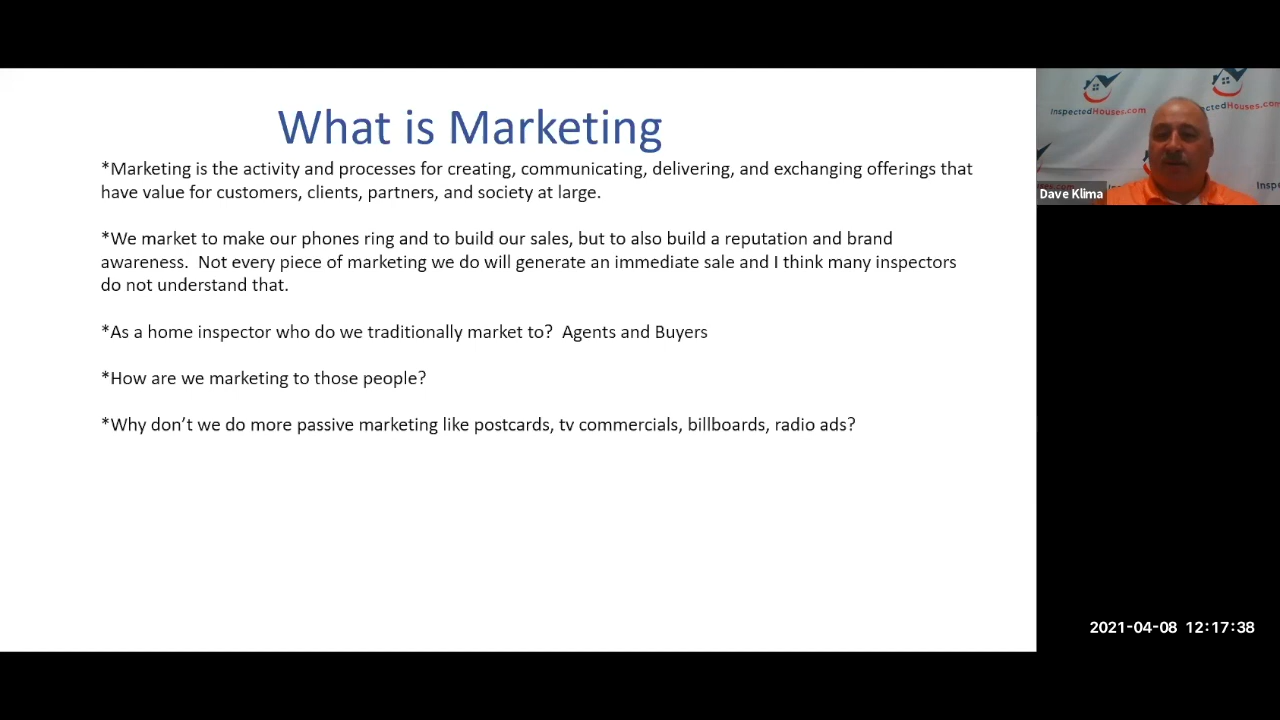 What is Marketing
*Marketing is the activity and processes for creating, communicating, delivering, and exchanging offerings that
have value for customers, clients, partners, and society at large.
*We market to make our phones ring and to build our sales, but to also build a reputation and brand
awareness.  Not every piece of marketing we do will generate an immediate sale and I think many inspectors
do not understand that.
*As a home inspector who do we traditionally market to?  Agents and Buyers
*How are we marketing to those people?
*Why don’t we do more passive marketing like postcards, tv commercials, billboards, radio ads?
InspectedHouses.com
ctedHouses.com
Inspe
Dave Klima
2021-04-08 12:17:38